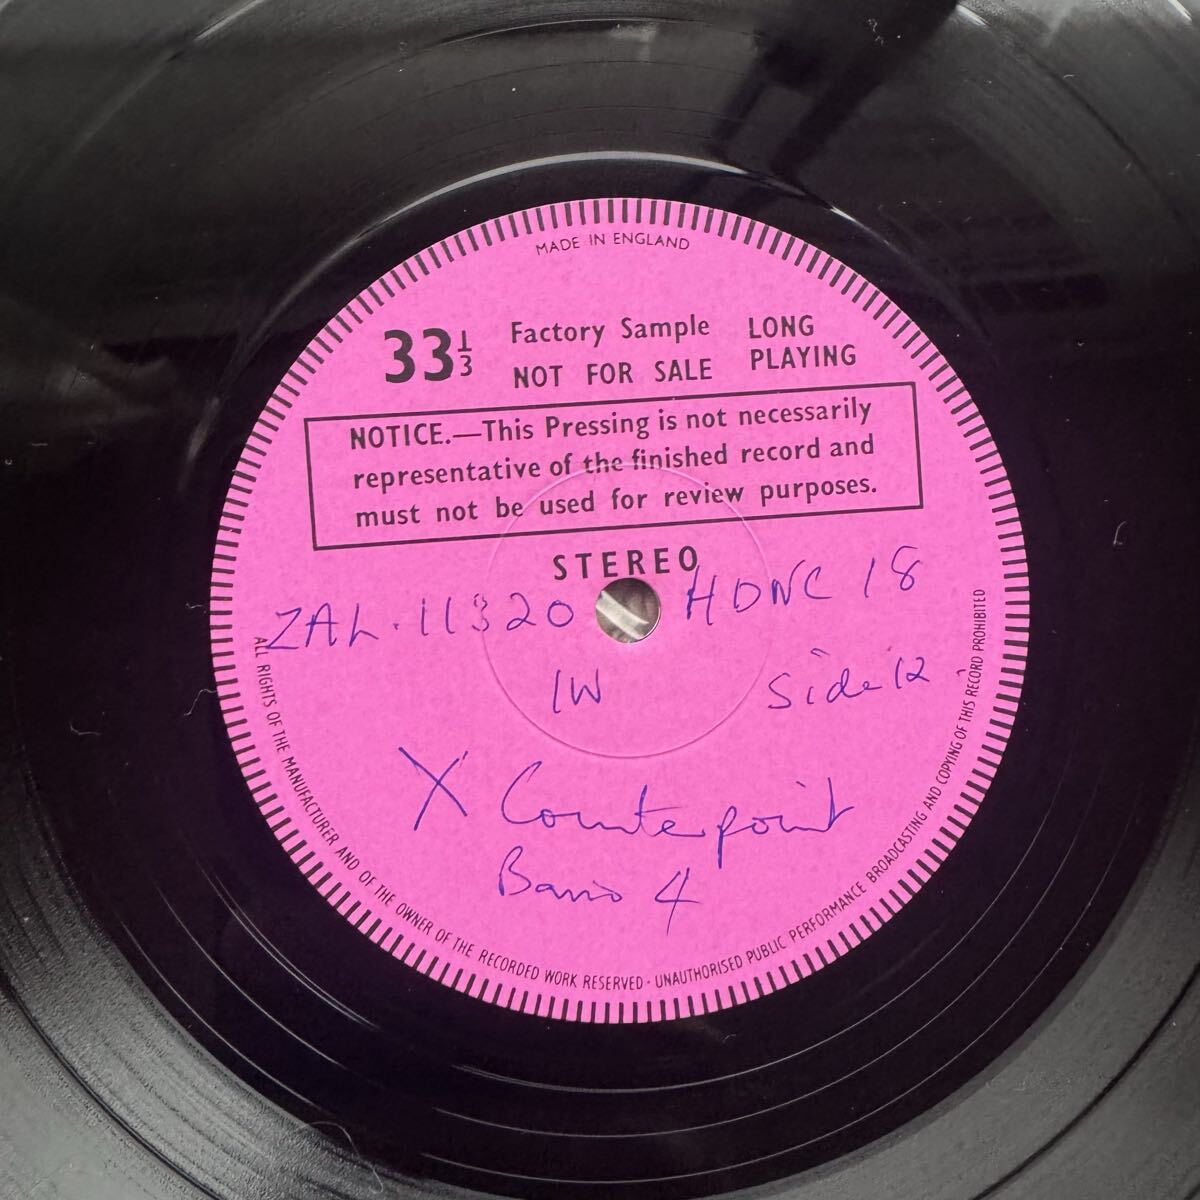 MADE IN ENGLAND
33⅓ Factory Sample LONG
NOT FOR SALE PLAYING
NOTICE.—This Pressing is not necessarily
representative of the finished record and
must not be used for review purposes.
STEREO
ZAL.11320 HDNC 18
1W Side 12
X Counterpoint
Band 4
ALL RIGHTS OF THE MANUFACTURER AND OF THE OWNER OF THE RECORDED WORK RESERVED · UNAUTHORISED PUBLIC PERFORMANCE BROADCASTING AND COPYING OF THIS RECORD PROHIBITED